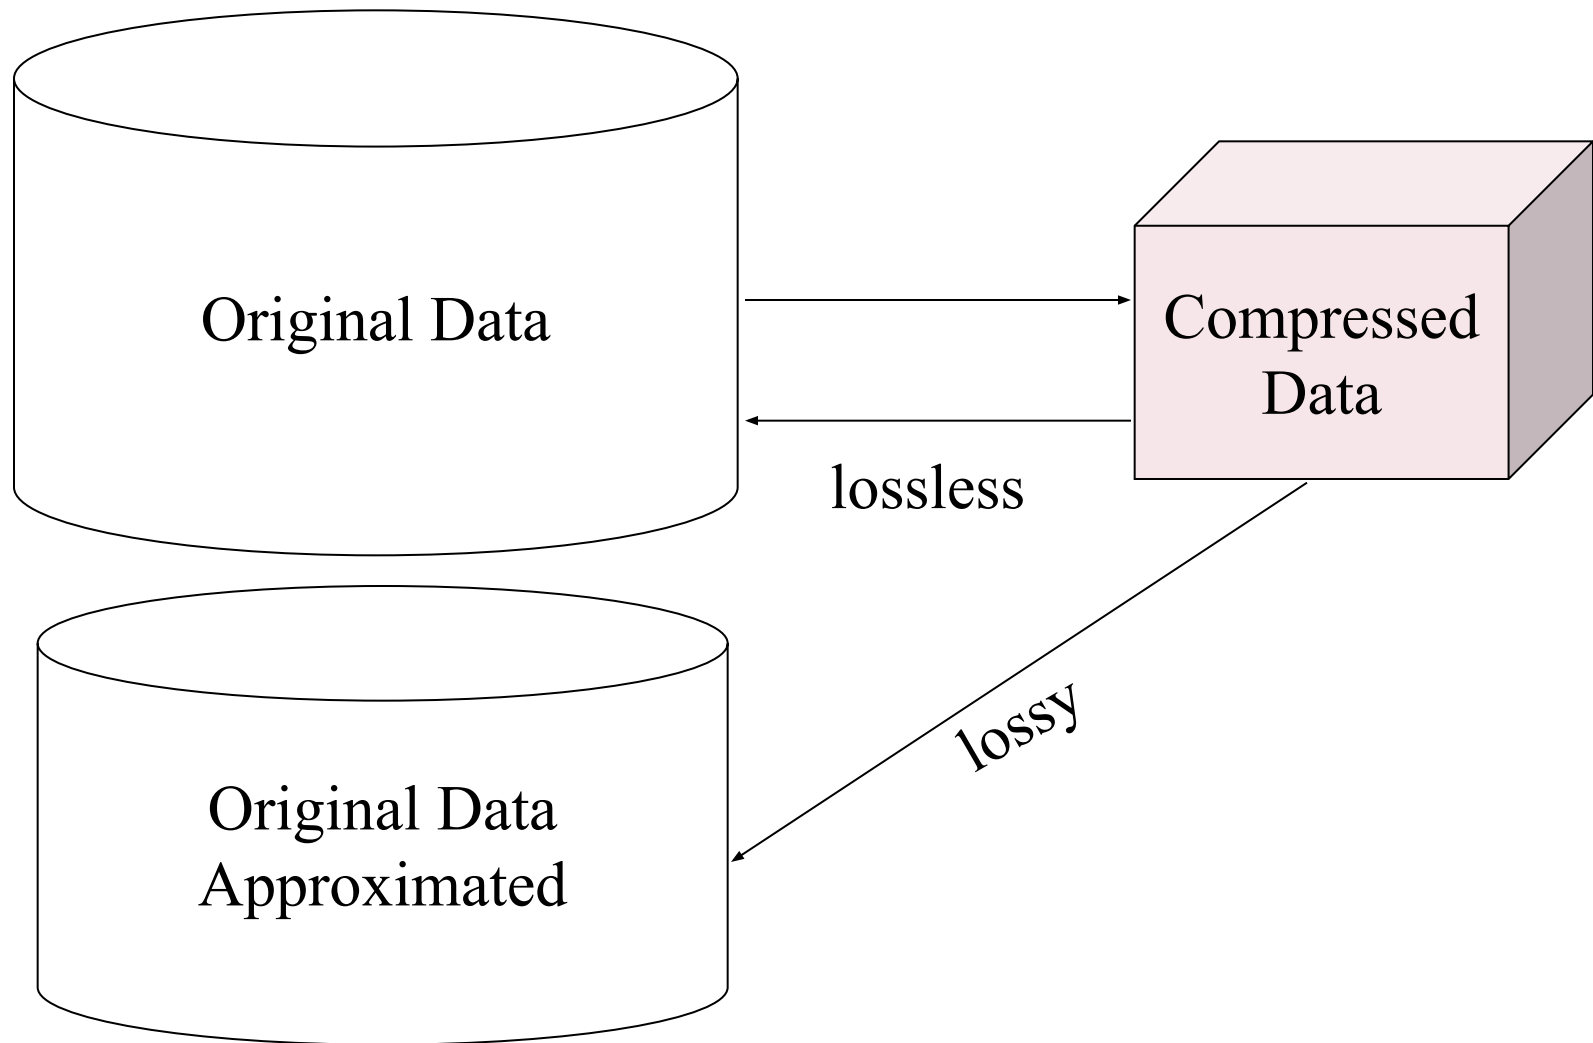 Original Data
Compressed
Data
lossless
lossy
Original Data
Approximated